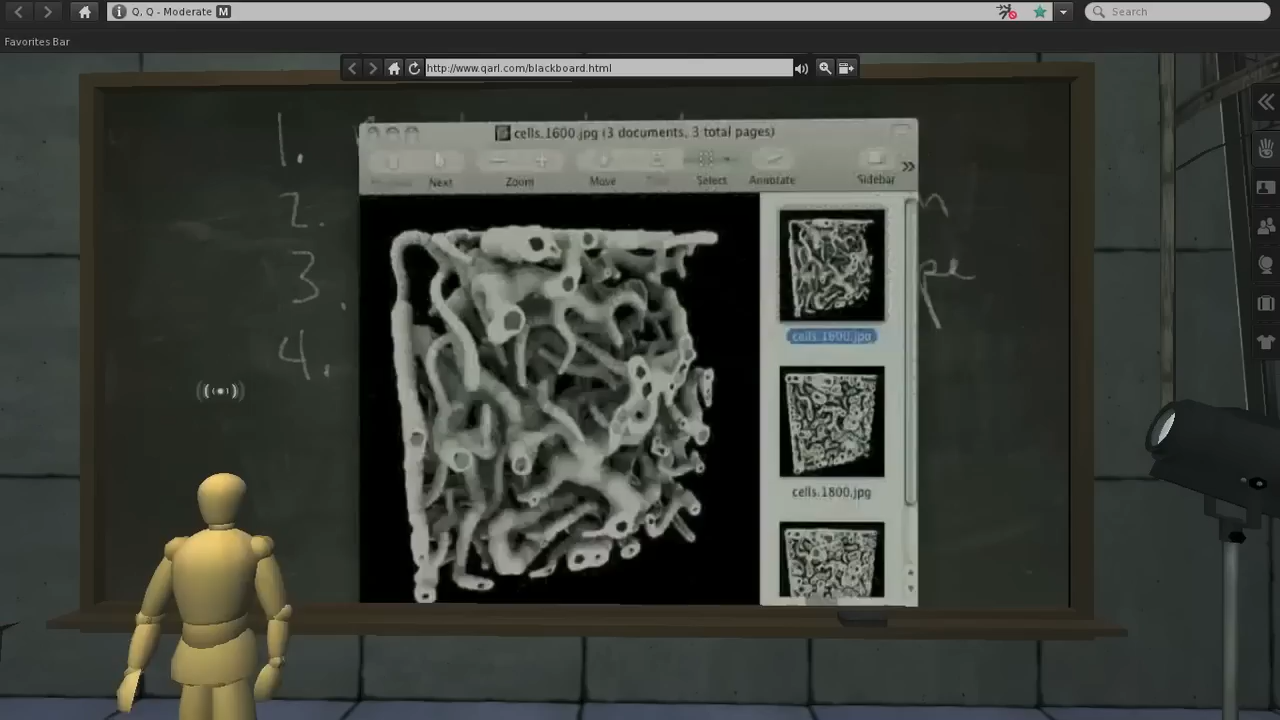 Q, Q - Moderate M
Search
Favorites Bar
http://www.qarl.com/blackboard.html
cells.1600.jpg (3 documents, 3 total pages)
Next Zoom Move Select Annotate Sidebar
1.
2.
3.
4.
cells.1600.jpg
cells.1800.jpg